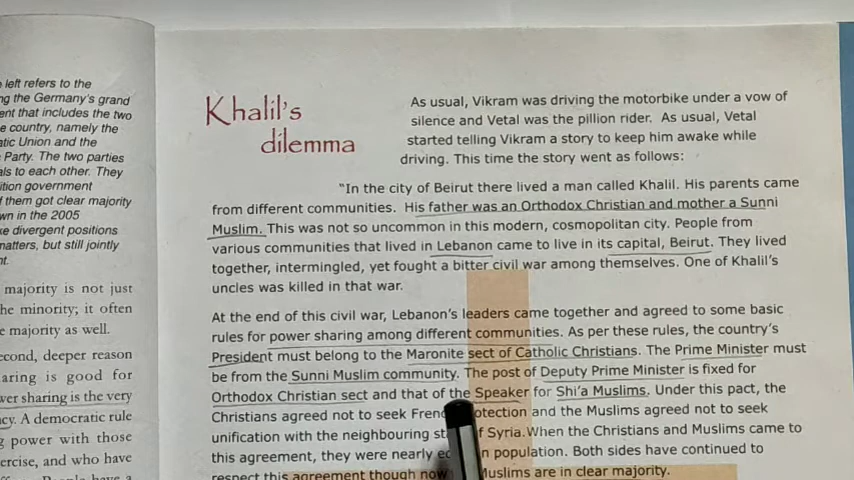 left refers to the
ng the Germany's grand
ent that includes the two
e country, namely the
atic Union and the
Party. The two parties
als to each other. They
ition government
f them got clear majority
wn in the 2005
ke divergent positions
matters, but still jointly
nt.
majority is not just
he minority; it often
e majority as well.
econd, deeper reason
aring is good for
wer sharing is the very
cy. A democratic rule
g power with those
ercise, and who have
Khalil's
dilemma
As usual, Vikram was driving the motorbike under a vow of
silence and Vetal was the pillion rider. As usual, Vetal
started telling Vikram a story to keep him awake while
driving. This time the story went as follows:
"In the city of Beirut there lived a man called Khalil. His parents came
from different communities. His father was an Orthodox Christian and mother a Sunni
Muslim. This was not so uncommon in this modern, cosmopolitan city. People from
various communities that lived in Lebanon came to live in its capital, Beirut. They lived
together, intermingled, yet fought a bitter civil war among themselves. One of Khalil's
uncles was killed in that war.
At the end of this civil war, Lebanon's leaders came together and agreed to some basic
rules for power sharing among different communities. As per these rules, the country's
President must belong to the Maronite sect of Catholic Christians. The Prime Minister must
be from the Sunni Muslim community. The post of Deputy Prime Minister is fixed for
Orthodox Christian sect and that of the Speaker for Shi'a Muslims. Under this pact, the
Christians agreed not to seek Fren otection and the Muslims agreed not to seek
unification with the neighbouring st f Syria. When the Christians and Muslims came to
this agreement, they were nearly e n population. Both sides have continued to
respect this agreement though now Muslims are in clear majority.